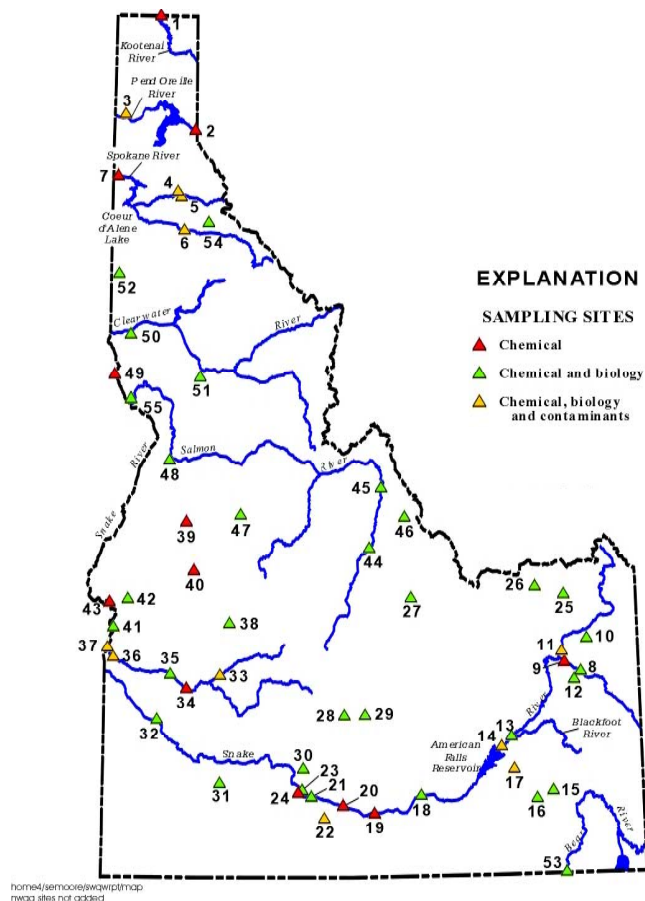 1
Kootenai
River
Pend Oreille
River
3
2
Spokane River
7
4
5
Coeur
d'Alene
Lake
6
54
52
EXPLANATION
SAMPLING SITES
Chemical
Chemical and biology
Chemical, biology
and contaminants
Clearwater
River
50
49
51
55
Salmon
River
48
River
Snake
45
46
47
39
44
40
26
25
27
43
42
41
38
10
37
36
11
9
8
12
35
33
34
River
28
29
13
Blackfoot
River
32
14
American
Falls
Reservoir
Snake
30
17
23
31
24
21
20
18
15
16
22
19
Bear
River
53
home4/semoore/swqwrpt/map
nwqa sites not added